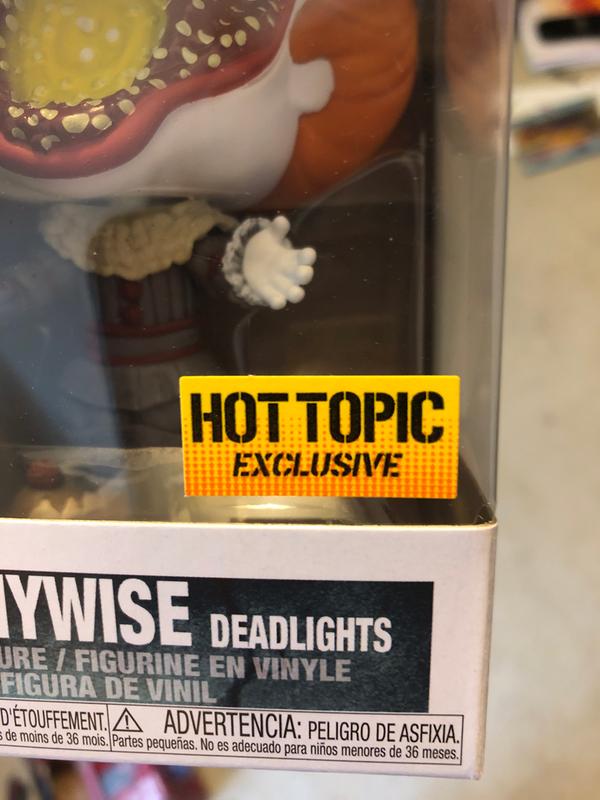 HOT TOPIC
EXCLUSIVE
NYWISE DEADLIGHTS
URE / FIGURINE EN VINYLE
FIGURA DE VINIL
D'ÉTOUFFEMENT. ⚠ ADVERTENCIA: PELIGRO DE ASFIXIA.
s de moins de 36 mois. Partes pequeñas. No es adecuado para niños menores de 36 meses.